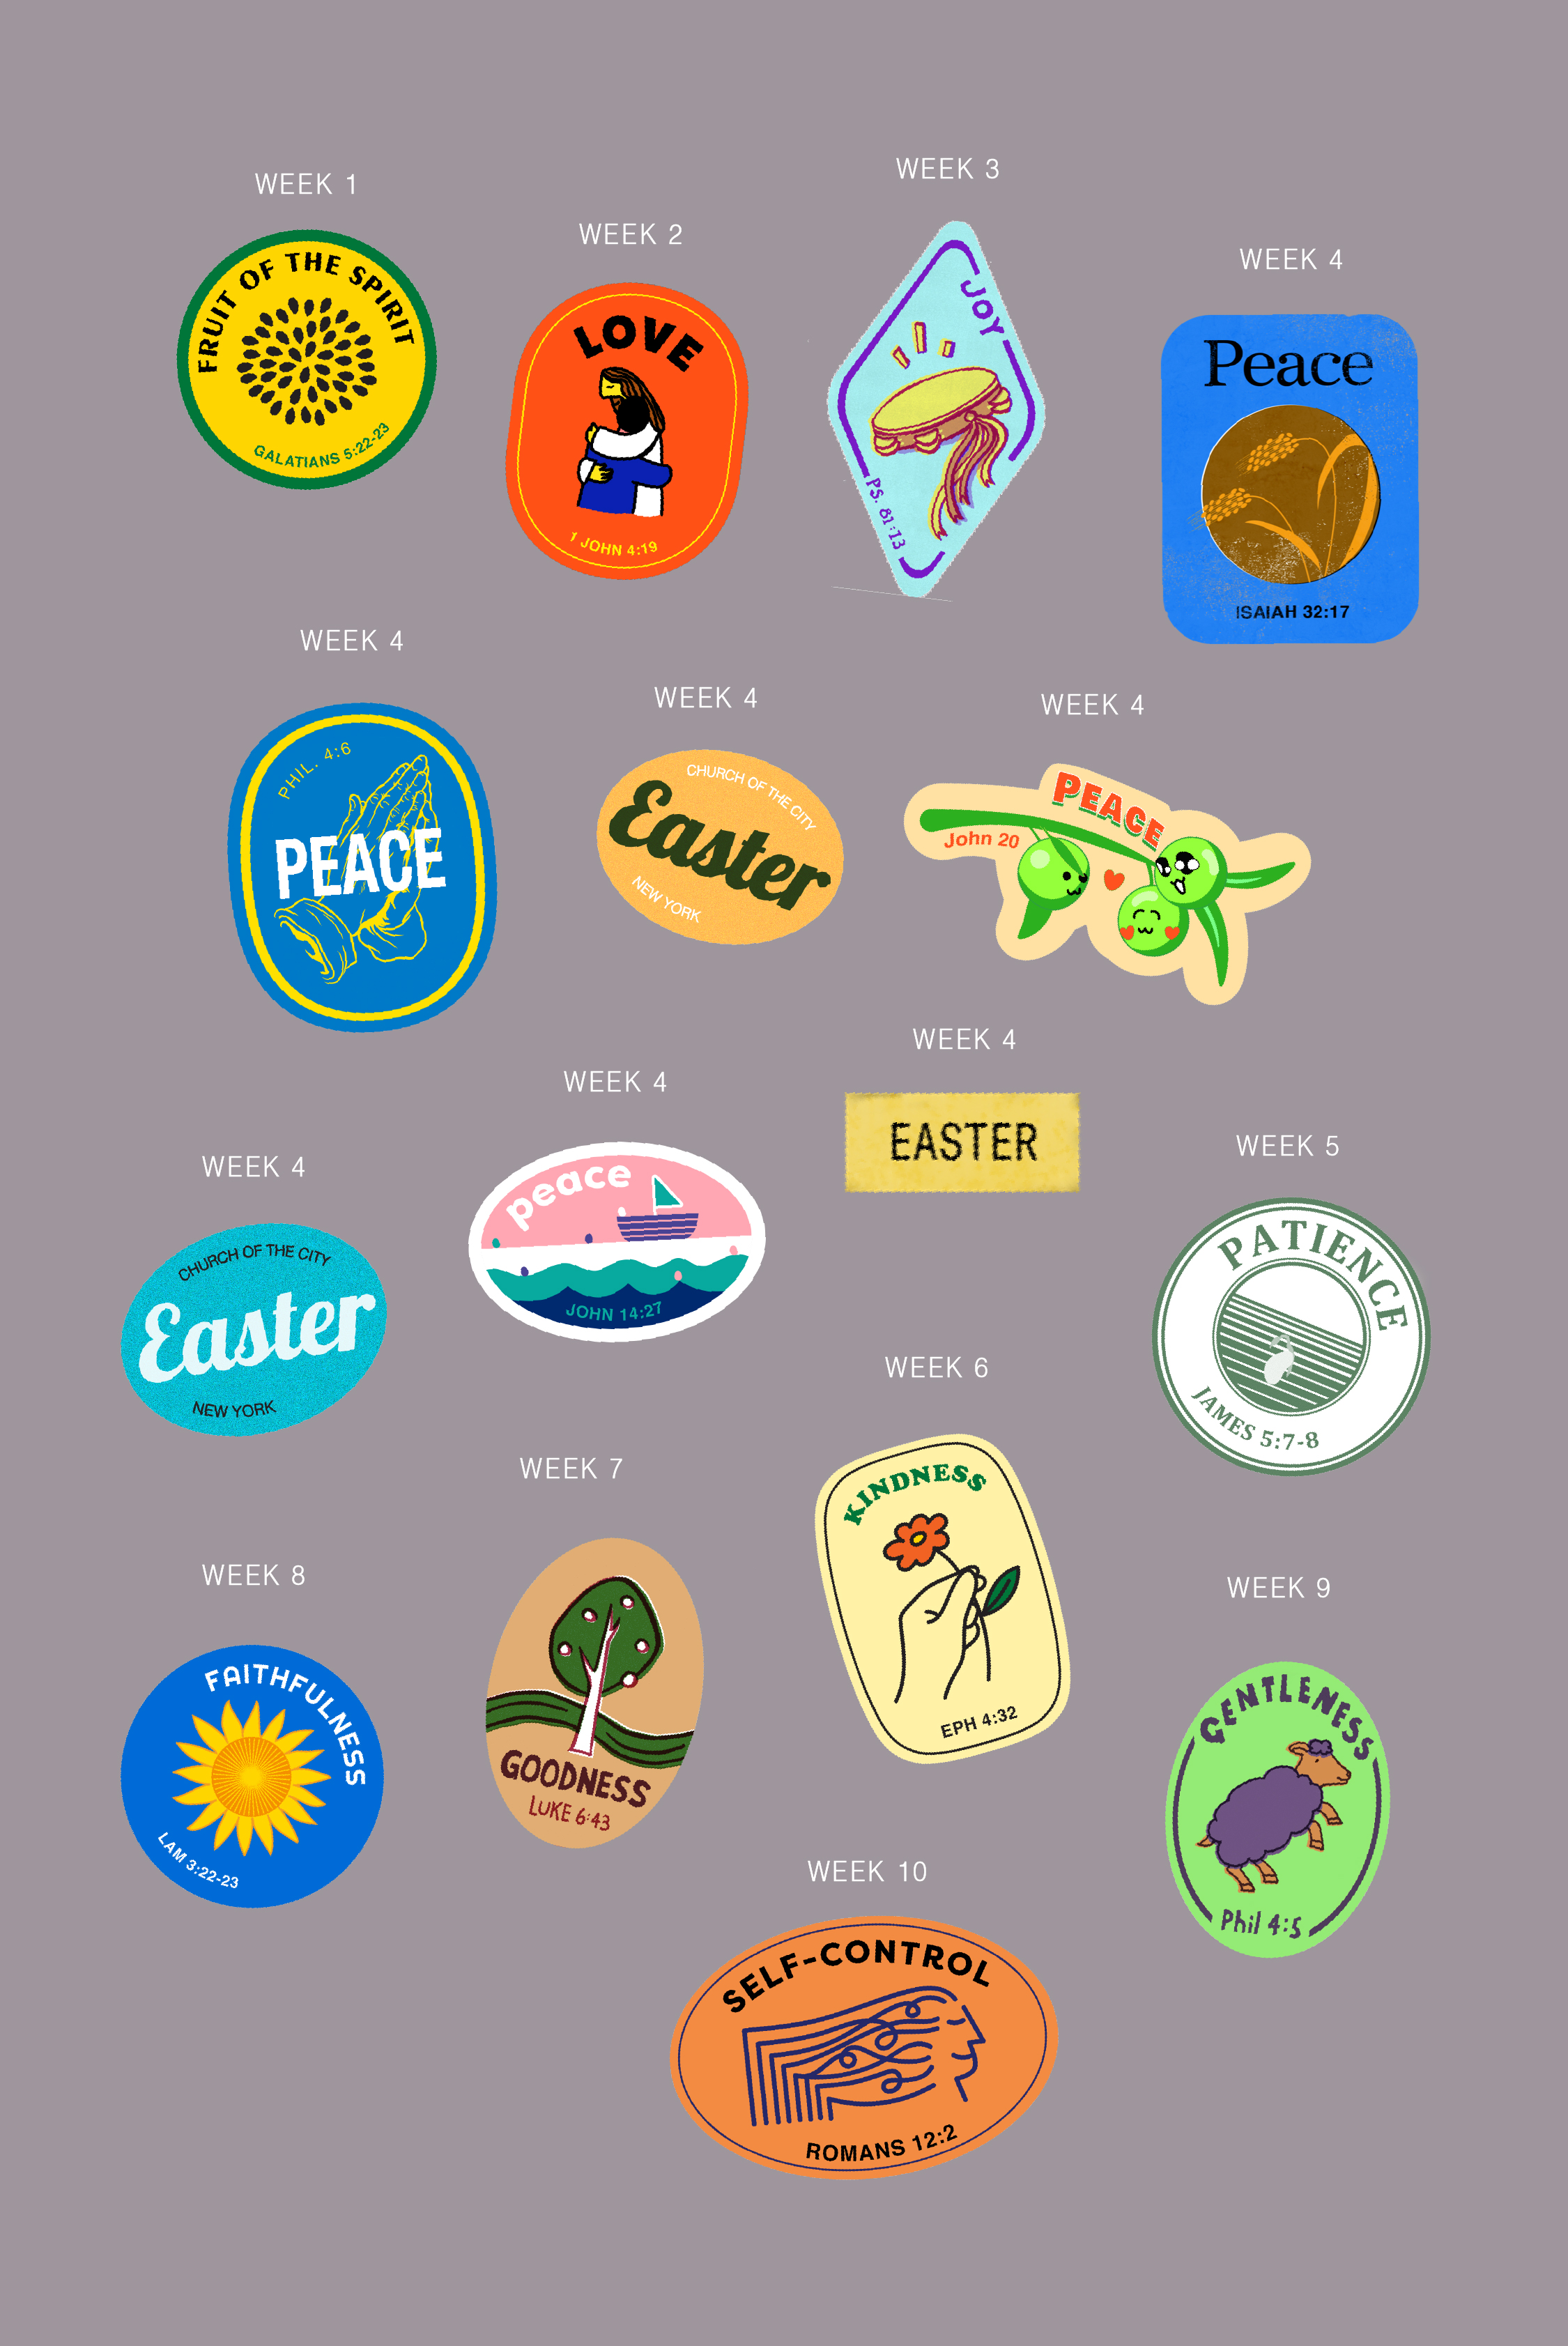 WEEK 1
FRUIT OF THE SPIRIT
GALATIANS 5:22-23
WEEK 2
LOVE
1 JOHN 4:19
WEEK 3
JOY
PS. 81:13
WEEK 4
Peace
ISAIAH 32:17
WEEK 4
PHIL. 4:6
PEACE
WEEK 4
CHURCH OF THE CITY
Easter
NEW YORK
WEEK 4
PEACE
John 20
WEEK 4
CHURCH OF THE CITY
Easter
NEW YORK
WEEK 4
peace
JOHN 14:27
WEEK 4
EASTER
WEEK 5
PATIENCE
JAMES 5:7-8
WEEK 6
KINDNESS
EPH 4:32
WEEK 7
GOODNESS
LUKE 6:43
WEEK 8
FAITHFULNESS
LAM 3:22-23
WEEK 9
GENTLENESS
Phil 4:5
WEEK 10
SELF-CONTROL
ROMANS 12:2